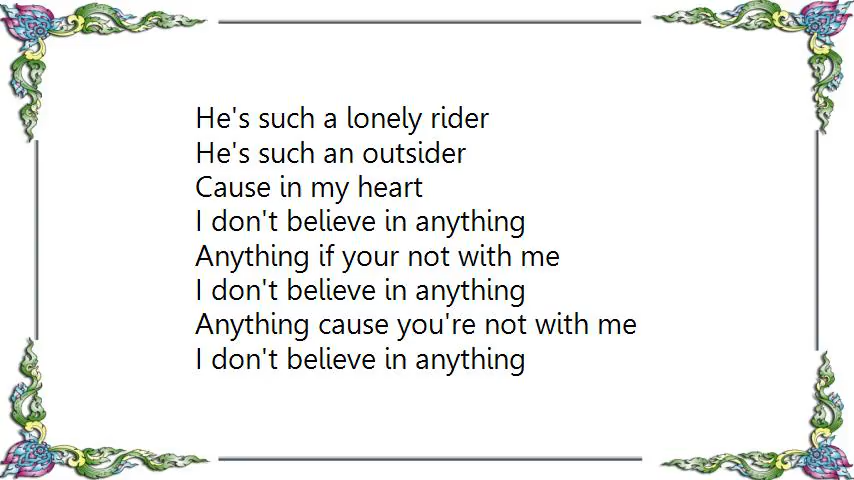 He's such a lonely rider
He's such an outsider
Cause in my heart
I don't believe in anything
Anything if your not with me
I don't believe in anything
Anything cause you're not with me
I don't believe in anything